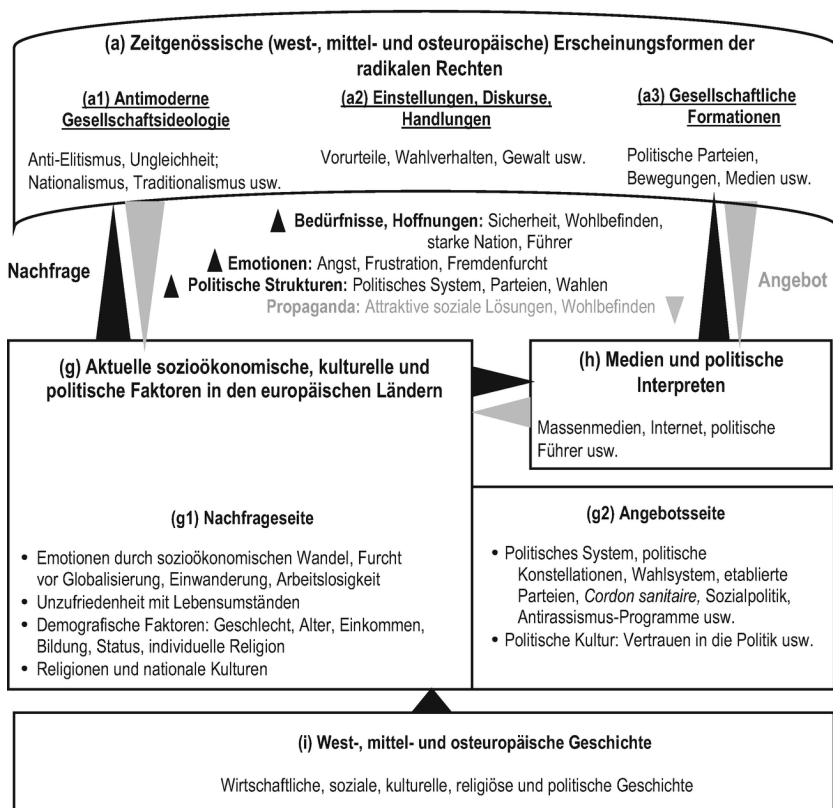 (a) Zeitgenössische (west-, mittel- und osteuropäische) Erscheinungsformen der
radikalen Rechten
(a1) Antimoderne
Gesellschaftsideologie
Anti-Elitismus, Ungleichheit;
Nationalismus, Traditionalismus usw.
(a2) Einstellungen, Diskurse,
Handlungen
Vorurteile, Wahlverhalten, Gewalt usw.
(a3) Gesellschaftliche
Formationen
Politische Parteien,
Bewegungen, Medien usw.
Nachfrage
Bedürfnisse, Hoffnungen: Sicherheit, Wohlbefinden,
starke Nation, Führer
Emotionen: Angst, Frustration, Fremdenfurcht
Politische Strukturen: Politisches System, Parteien, Wahlen
Propaganda: Attraktive soziale Lösungen, Wohlbefinden
Angebot
(g) Aktuelle sozioökonomische, kulturelle und
politische Faktoren in den europäischen Ländern
(h) Medien und politische
Interpreten
Massenmedien, Internet, politische
Führer usw.
(g1) Nachfrageseite
• Emotionen durch sozioökonomischen Wandel, Furcht
vor Globalisierung, Einwanderung, Arbeitslosigkeit
• Unzufriedenheit mit Lebensumständen
• Demografische Faktoren: Geschlecht, Alter, Einkommen,
Bildung, Status, individuelle Religion
• Religionen und nationale Kulturen
(g2) Angebotsseite
• Politisches System, politische
Konstellationen, Wahlsystem, etablierte
Parteien, Cordon sanitaire, Sozialpolitik,
Antirassismus-Programme usw.
• Politische Kultur: Vertrauen in die Politik usw.
(i) West-, mittel- und osteuropäische Geschichte
Wirtschaftliche, soziale, kulturelle, religiöse und politische Geschichte